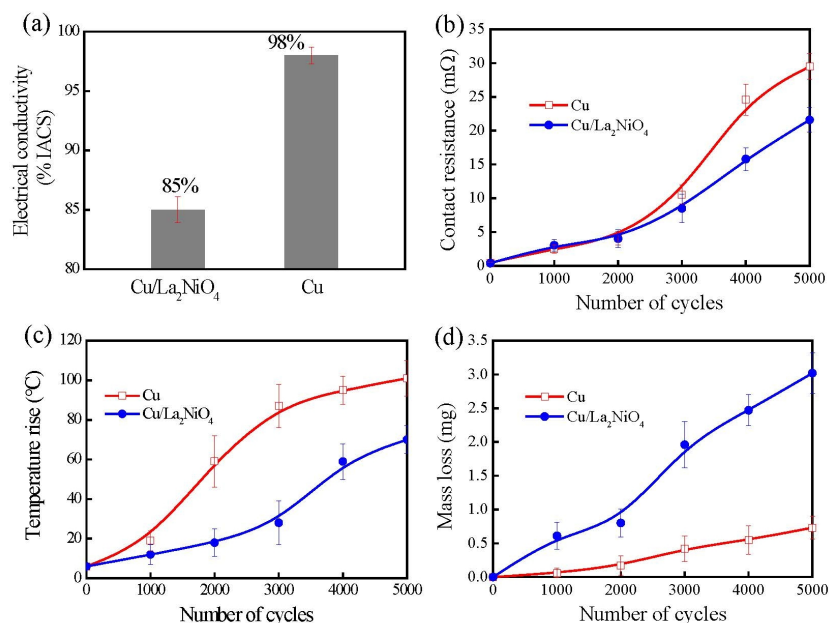 (a)
100
95
90
85
80
Electrical conductivity
(% IACS)
85%
98%
Cu/La₂NiO₄
Cu
(b)
35
30
25
20
15
10
5
0
Contact resistance (mΩ)
Cu
Cu/La₂NiO₄
0 1000 2000 3000 4000 5000
Number of cycles
(c)
120
100
80
60
40
20
0
Temperature rise (℃)
Cu
Cu/La₂NiO₄
0 1000 2000 3000 4000 5000
Number of cycles
(d)
3.5
3.0
2.5
2.0
1.5
1.0
0.5
0.0
Mass loss (mg)
Cu
Cu/La₂NiO₄
0 1000 2000 3000 4000 5000
Number of cycles